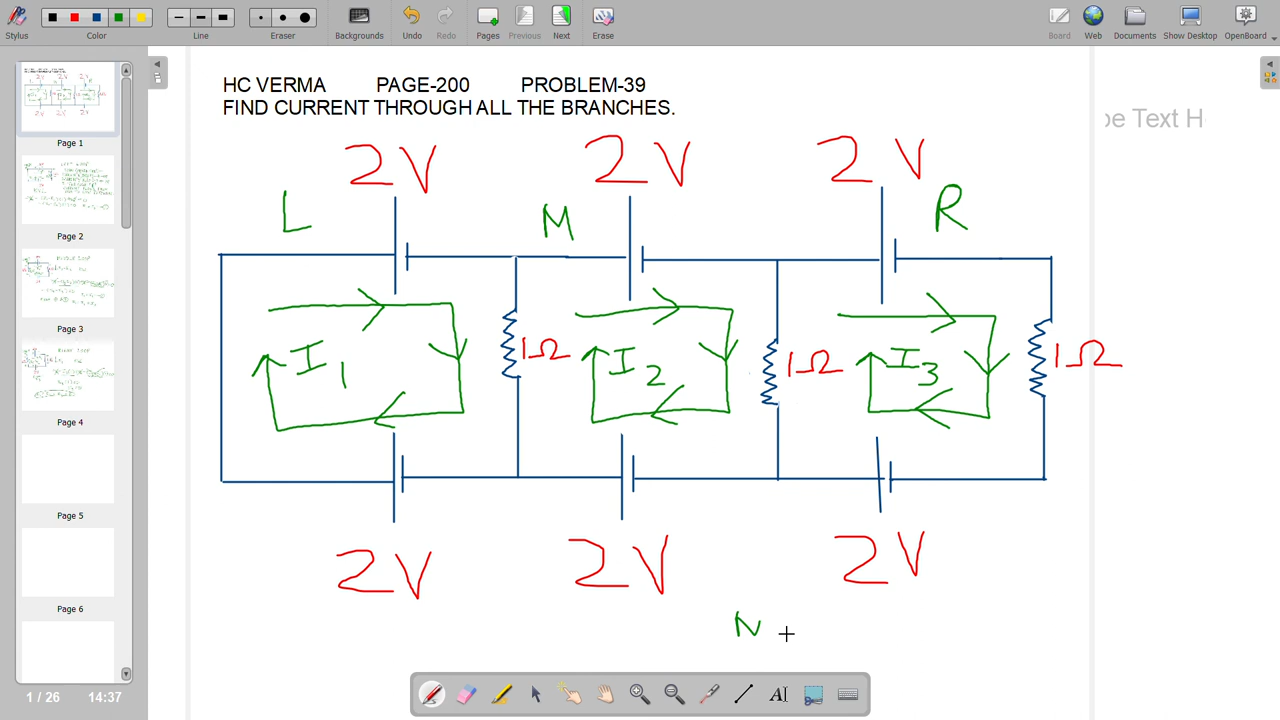 Stylus
Color
Line
Eraser
Backgrounds
Undo
Redo
Pages
Previous
Next
Erase
Board
Web
Documents
Show Desktop
OpenBoard
HC VERMA PAGE-200 PROBLEM-39
FIND CURRENT THROUGH ALL THE BRANCHES.
pe Text H
2V 2V 2V
L M R
I1 1Ω I2 1Ω I3 1Ω
2V 2V 2V
N
Page 1
Page 2
Page 3
Page 4
Page 5
Page 6
1 / 26 14:37
AI